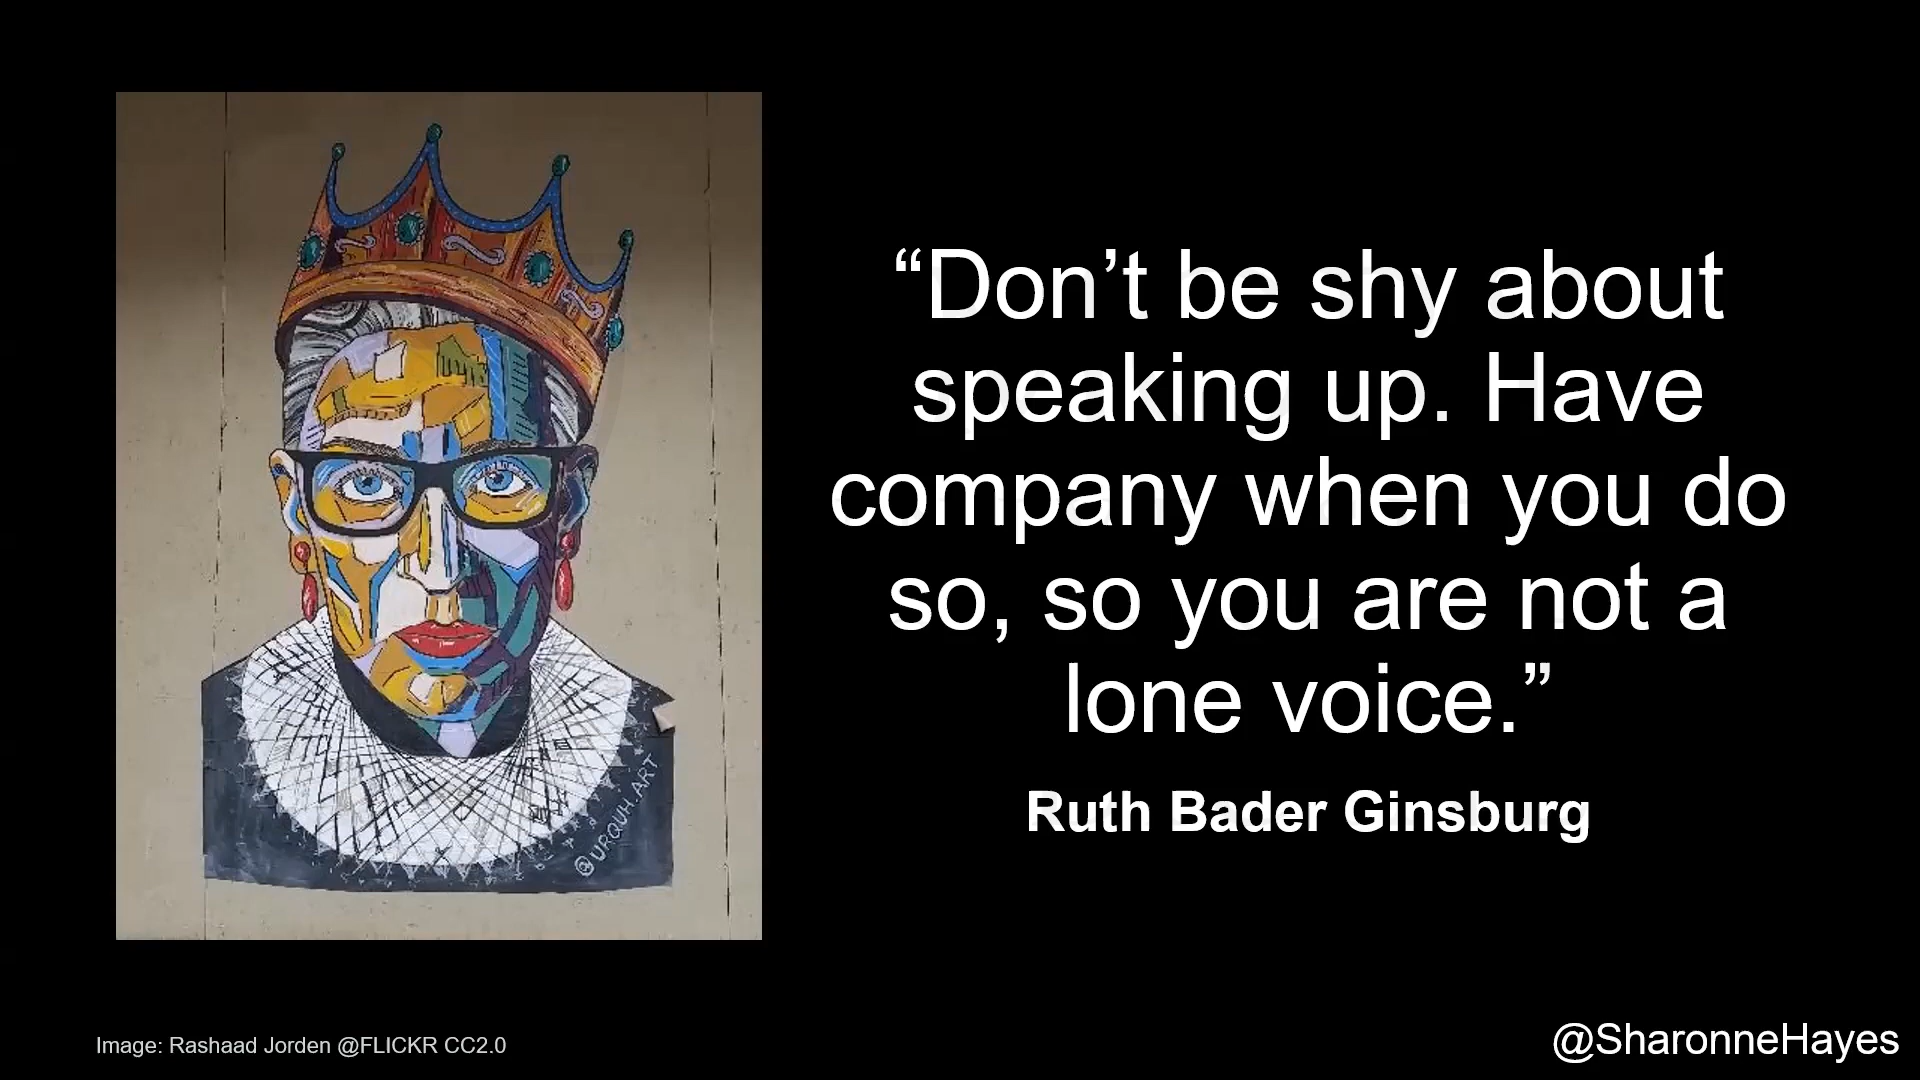 “Don’t be shy about
speaking up. Have
company when you do
so, so you are not a
lone voice.”
Ruth Bader Ginsburg
@URQUH.ART
Image: Rashaad Jorden @FLICKR CC2.0
@SharonneHayes